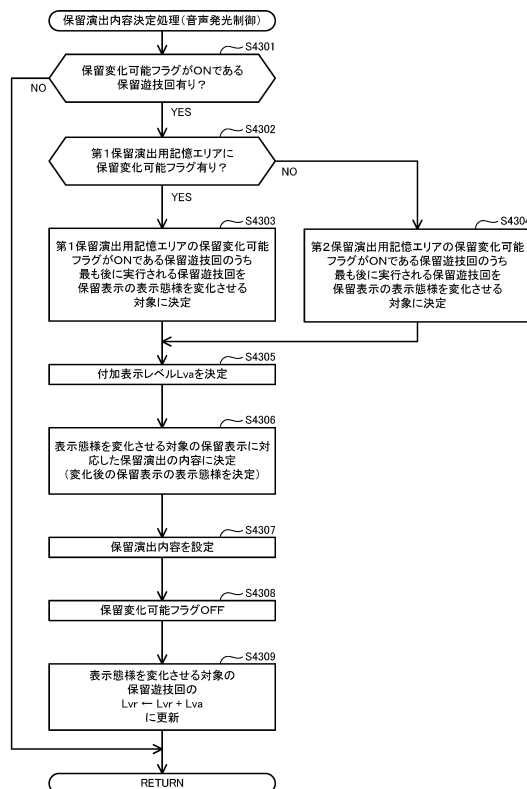 保留演出内容決定処理(音声発光制御)
S4301
保留変化可能フラグがONである
保留遊技回有り?
NO
YES
S4302
第1保留演出用記憶エリアに
保留変化可能フラグ有り?
NO
YES
S4303
第1保留演出用記憶エリアの保留変化可能
フラグがONである保留遊技回のうち
最も後に実行される保留遊技回を
保留表示の表示態様を変化させる
対象に決定
S4304
第2保留演出用記憶エリアの保留変化可能
フラグがONである保留遊技回のうち
最も後に実行される保留遊技回を
保留表示の表示態様を変化させる
対象に決定
S4305
付加表示レベルLvaを決定
S4306
表示態様を変化させる対象の保留表示に対
応した保留演出の内容に決定
(変化後の保留表示の表示態様を決定)
S4307
保留演出内容を設定
S4308
保留変化可能フラグOFF
S4309
表示態様を変化させる対象の
保留遊技回の
Lvr ← Lvr + Lva
に更新
RETURN